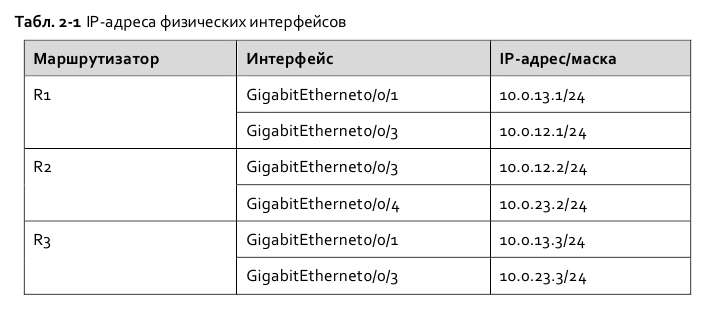 Табл. 2-1 IP-адреса физических интерфейсов
Маршрутизатор Интерфейс IP-адрес/маска
R1 GigabitEthernet0/0/1 10.0.13.1/24
GigabitEthernet0/0/3 10.0.12.1/24
R2 GigabitEthernet0/0/3 10.0.12.2/24
GigabitEthernet0/0/4 10.0.23.2/24
R3 GigabitEthernet0/0/1 10.0.13.3/24
GigabitEthernet0/0/3 10.0.23.3/24